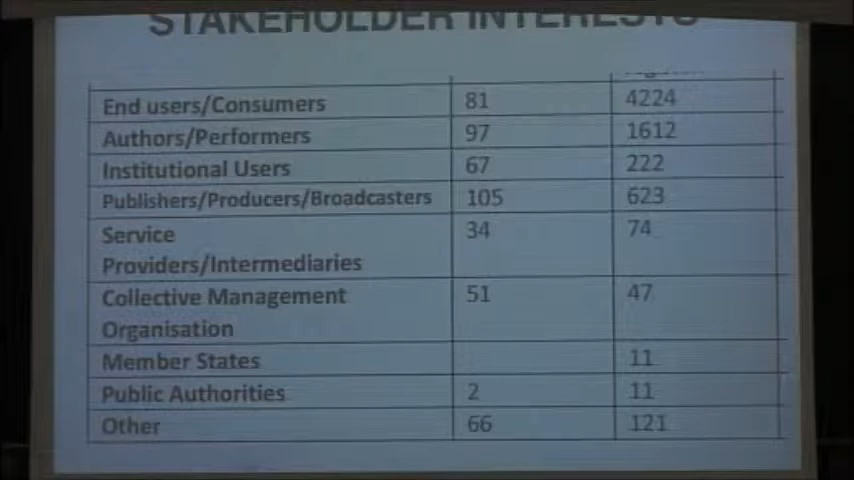 STAKEHOLDER INTERESTS
End users/Consumers 81 4224
Authors/Performers 97 1612
Institutional Users 67 222
Publishers/Producers/Broadcasters 105 623
Service 34 74
Providers/Intermediaries
Collective Management 51 47
Organisation
Member States 11
Public Authorities 2 11
Other 66 121